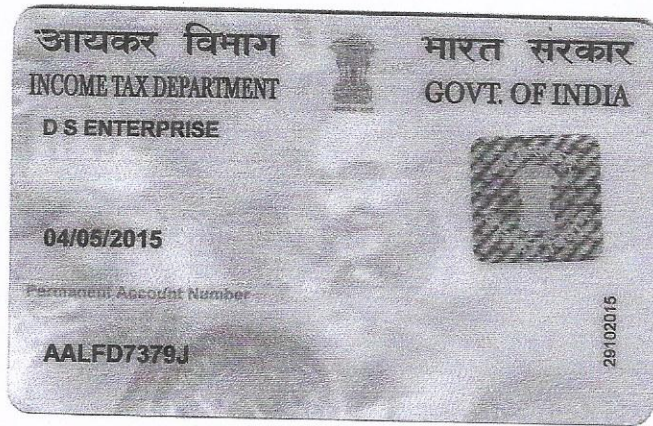 आयकर विभाग
भारत सरकार
INCOME TAX DEPARTMENT
GOVT. OF INDIA
D S ENTERPRISE
04/05/2015
Permanent Account Number
AALFD7379J
29102015